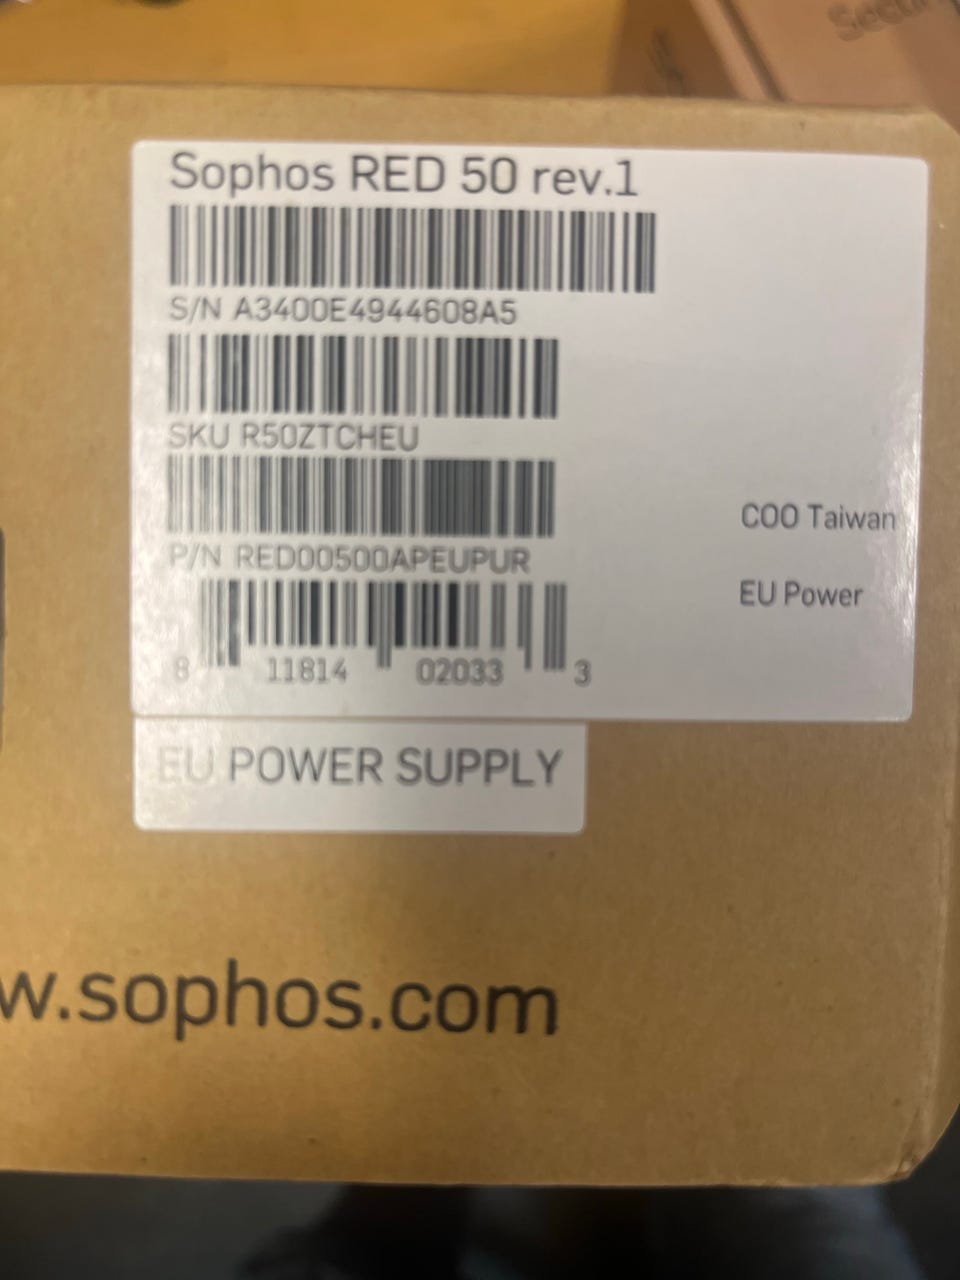 Secur
Sophos RED 50 rev.1
S/N A3400E4944608A5
SKU R50ZTCHEU
P/N RED00500APEUPUR
COO Taiwan
EU Power
8 11814 02033 3
EU POWER SUPPLY
w.sophos.com